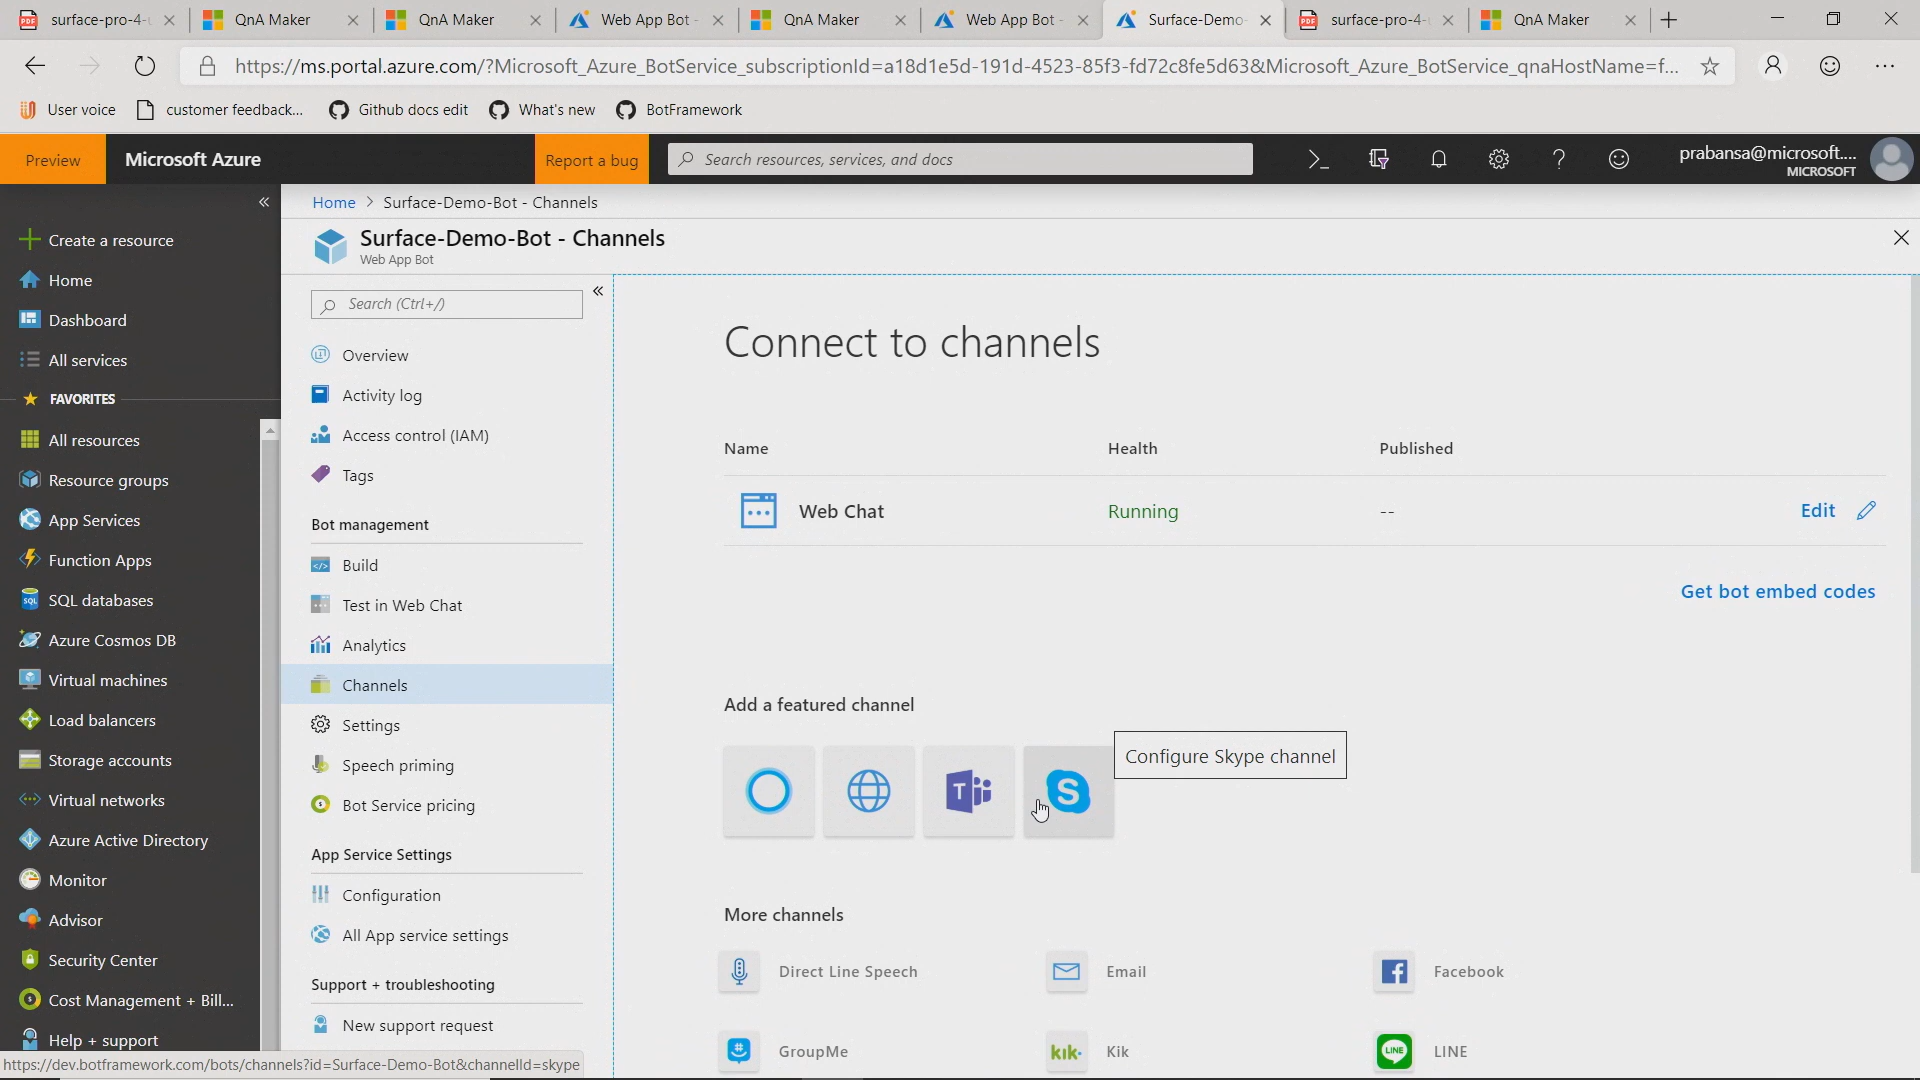 surface-pro-4-u
QnA Maker
QnA Maker
Web App Bot -
QnA Maker
Web App Bot -
Surface-Demo-
surface-pro-4-u
QnA Maker
https://ms.portal.azure.com/?Microsoft_Azure_BotService_subscriptionId=a18d1e5d-191d-4523-85f3-fd72c8fe5d63&Microsoft_Azure_BotService_qnaHostName=f...
User voice
customer feedback...
Github docs edit
What's new
BotFramework
Preview
Microsoft Azure
Report a bug
Search resources, services, and docs
prabansa@microsoft....
MICROSOFT
Home > Surface-Demo-Bot - Channels
Surface-Demo-Bot - Channels
Web App Bot
Create a resource
Home
Dashboard
All services
FAVORITES
All resources
Resource groups
App Services
Function Apps
SQL databases
Azure Cosmos DB
Virtual machines
Load balancers
Storage accounts
Virtual networks
Azure Active Directory
Monitor
Advisor
Security Center
Cost Management + Bill...
Help + support
Search (Ctrl+/)
Overview
Activity log
Access control (IAM)
Tags
Bot management
Build
Test in Web Chat
Analytics
Channels
Settings
Speech priming
Bot Service pricing
App Service Settings
Configuration
All App service settings
Support + troubleshooting
New support request
Connect to channels
Name Health Published
Web Chat Running -- Edit
Get bot embed codes
Add a featured channel
Configure Skype channel
More channels
Direct Line Speech
Email
Facebook
GroupMe
kik. Kik
LINE LINE
https://dev.botframework.com/bots/channels?id=Surface-Demo-Bot&channelId=skype